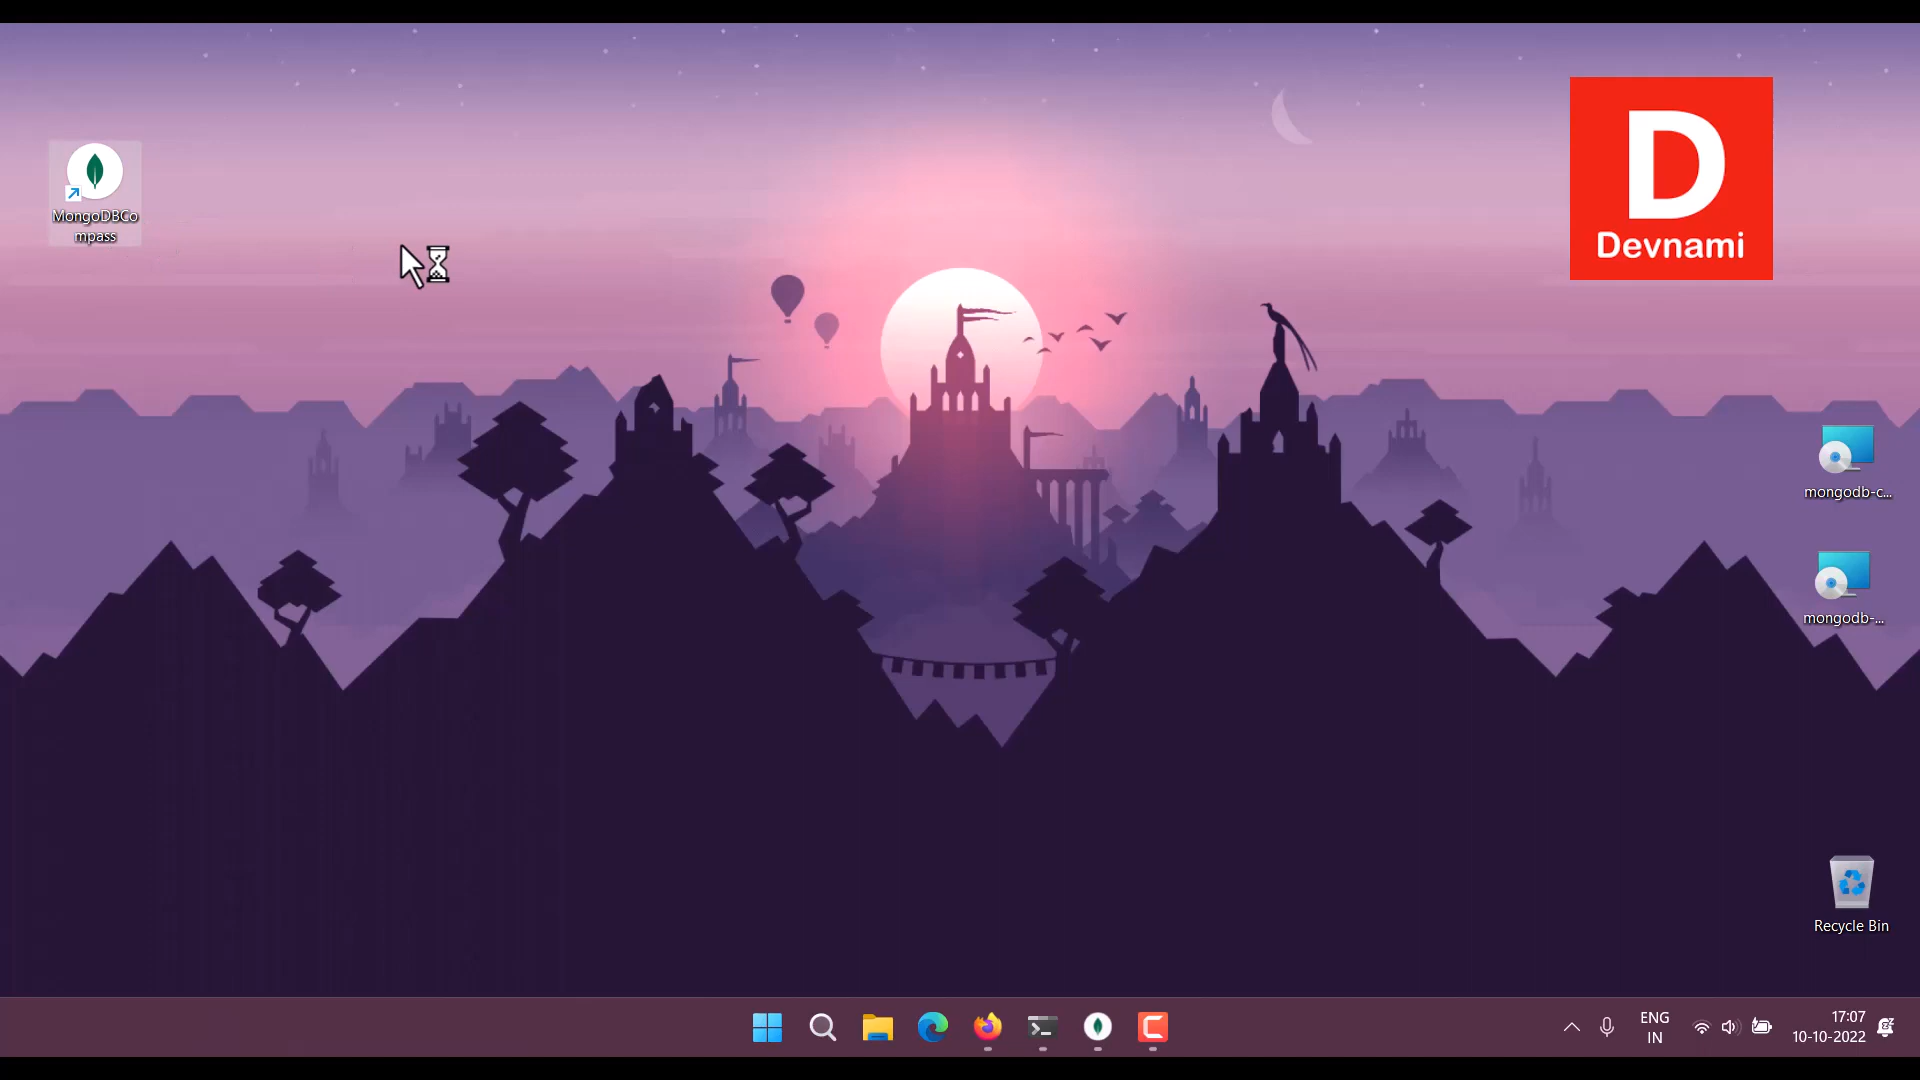 D
Devnami
MongoDBCo
mpass
mongodb-c...
mongodb-...
Recycle Bin
ENG
IN
17:07
10-10-2022